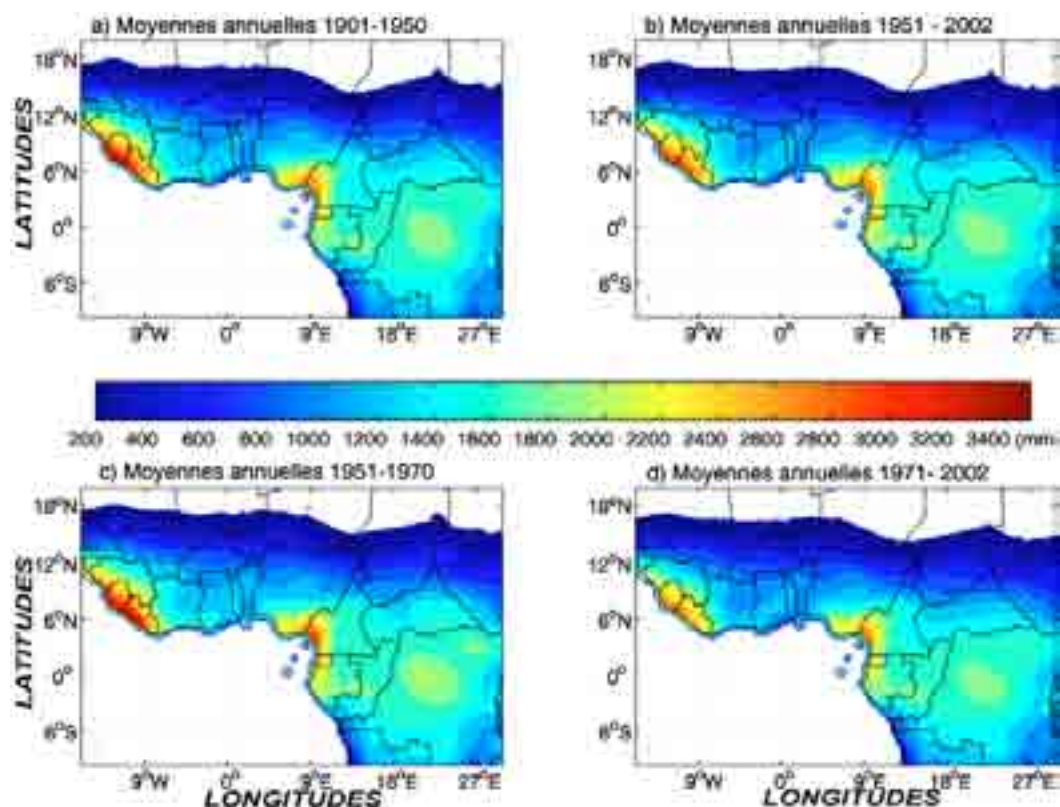 a) Moyennes annuelles 1901-1950
b) Moyennes annuelles 1951 - 2002
LATITUDES
18°N
12°N
6°N
0°
6°S
9°W 0° 9°E 18°E 27°E
18°N
12°N
6°N
0°
6°S
9°W 0° 9°E 18°E 27°E
200 400 600 800 1000 1200 1400 1600 1800 2000 2200 2400 2600 2800 3000 3200 3400 (mm.
c) Moyennes annuelles 1951-1970
d) Moyennes annuelles 1971- 2002
LATITUDES
18°N
12°N
6°N
0°
6°S
9°W 0° 9°E 18°E 27°E
LONGITUDES
18°N
12°N
6°N
0°
6°S
9°W 0° 9°E 18°E 27°E
LONGITUDES